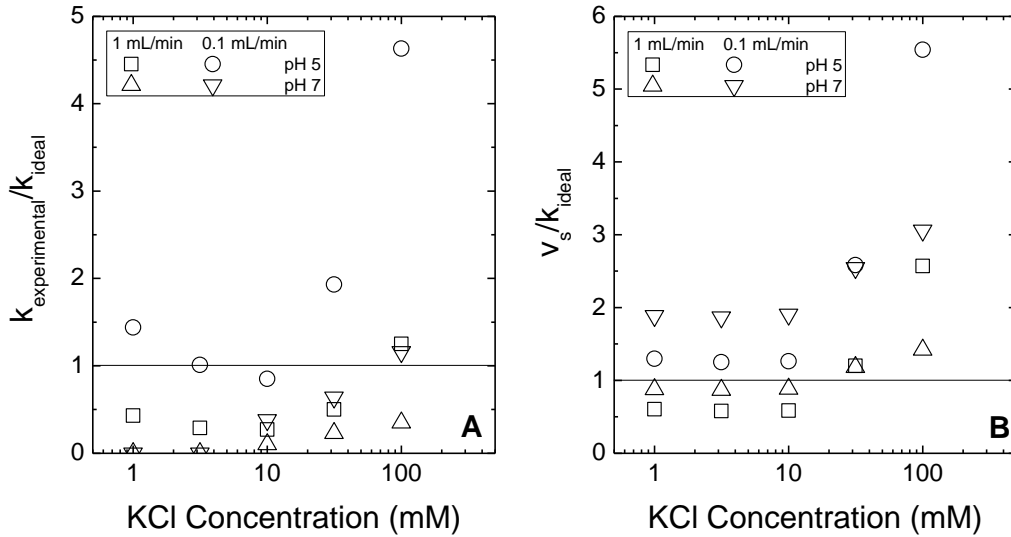 5
4
3
2
1
0
k_experimental/k_ideal
1 mL/min 0.1 mL/min
pH 5
pH 7
A
1 10 100
KCl Concentration (mM)
6
5
4
3
2
1
0
v_s/k_ideal
1 mL/min 0.1 mL/min
pH 5
pH 7
B
1 10 100
KCl Concentration (mM)